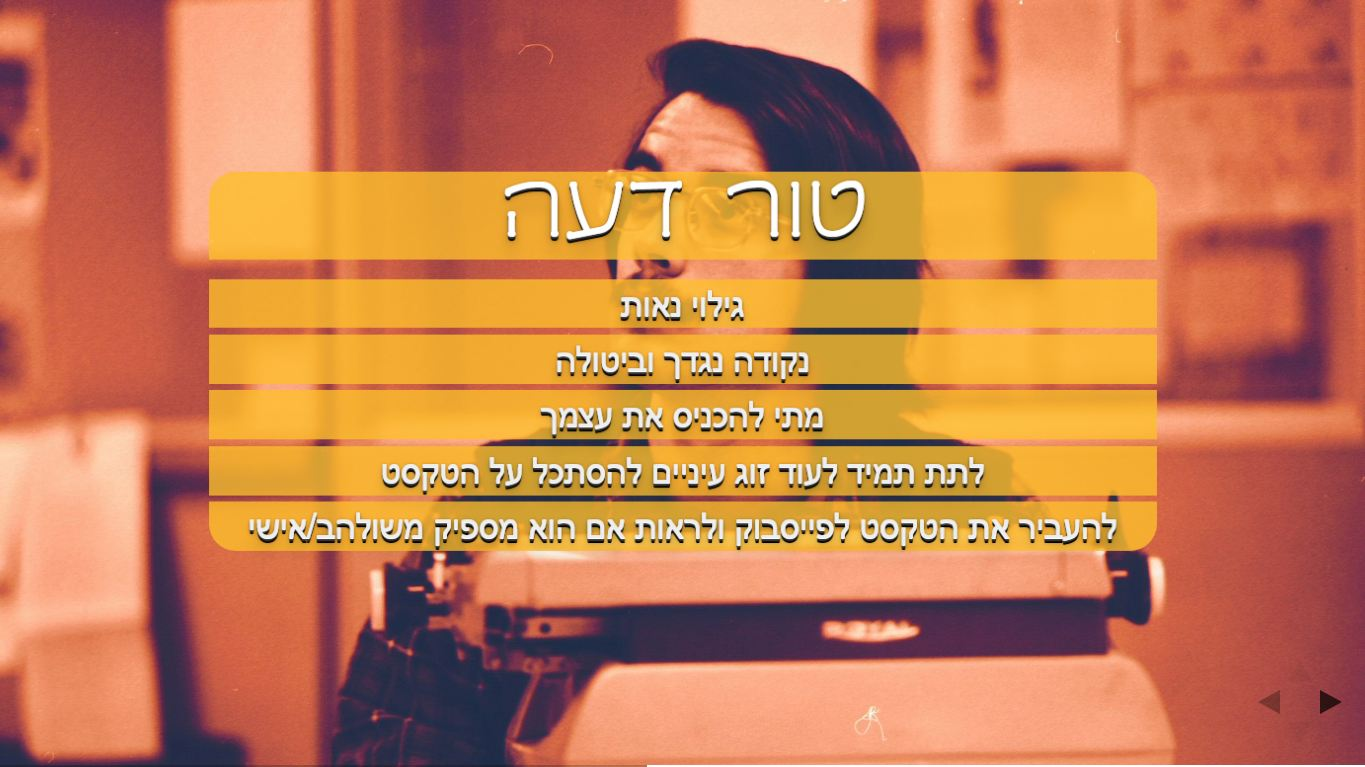 טור דעה
גילוי נאות
נקודה נגדך וביטולה
מתי להכניס את עצמך
לתת תמיד לעוד זוג עיניים להסתכל על הטקסט
להעביר את הטקסט לפייסבוק ולראות אם הוא מספיק משולהב/אישי
ROYAL